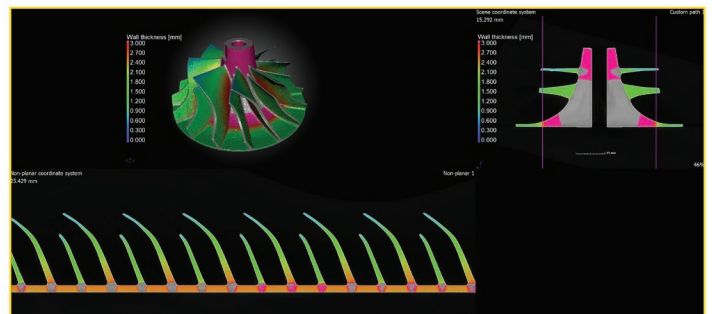 Wall thickness [mm]
3.000
2.700
2.400
2.100
1.800
1.500
1.200
0.900
0.600
0.300
0.000
Scene coordinate system
15.292 mm
Custom path 1
Wall thickness [mm]
3.000
2.700
2.400
2.100
1.800
1.500
1.200
0.900
0.600
0.300
0.000
46%
Non-planar coordinate system
25.429 mm
Non-planar 1